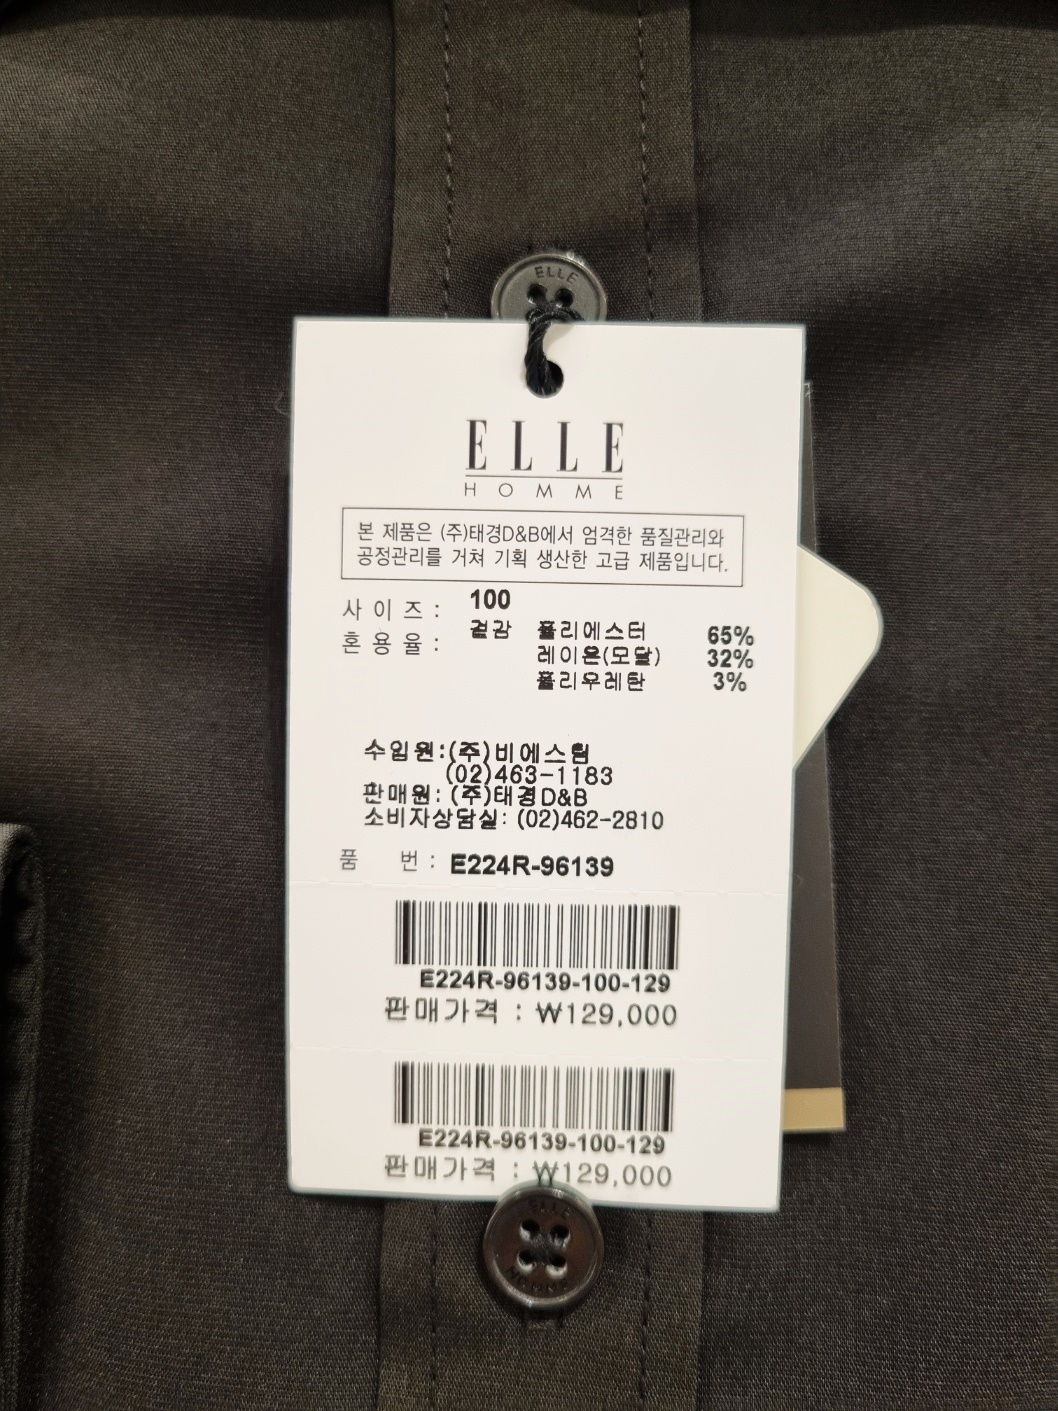 ELLE
ELLE
HOMME
본 제품은 (주)태경D&B에서 엄격한 품질관리와
공정관리를 거쳐 기획 생산한 고급 제품입니다.
사이즈: 100
혼용율: 겉감 폴리에스터 65%
레이온(모달) 32%
폴리우레탄 3%
수입원:(주)비에스팀
(02)463-1183
판매원: (주)태경D&B
소비자상담실: (02)462-2810
품 번: E224R-96139
E224R-96139-100-129
판매가격 : ₩129,000
E224R-96139-100-129
판매가격 : ₩129,000
ELLE
HOMME